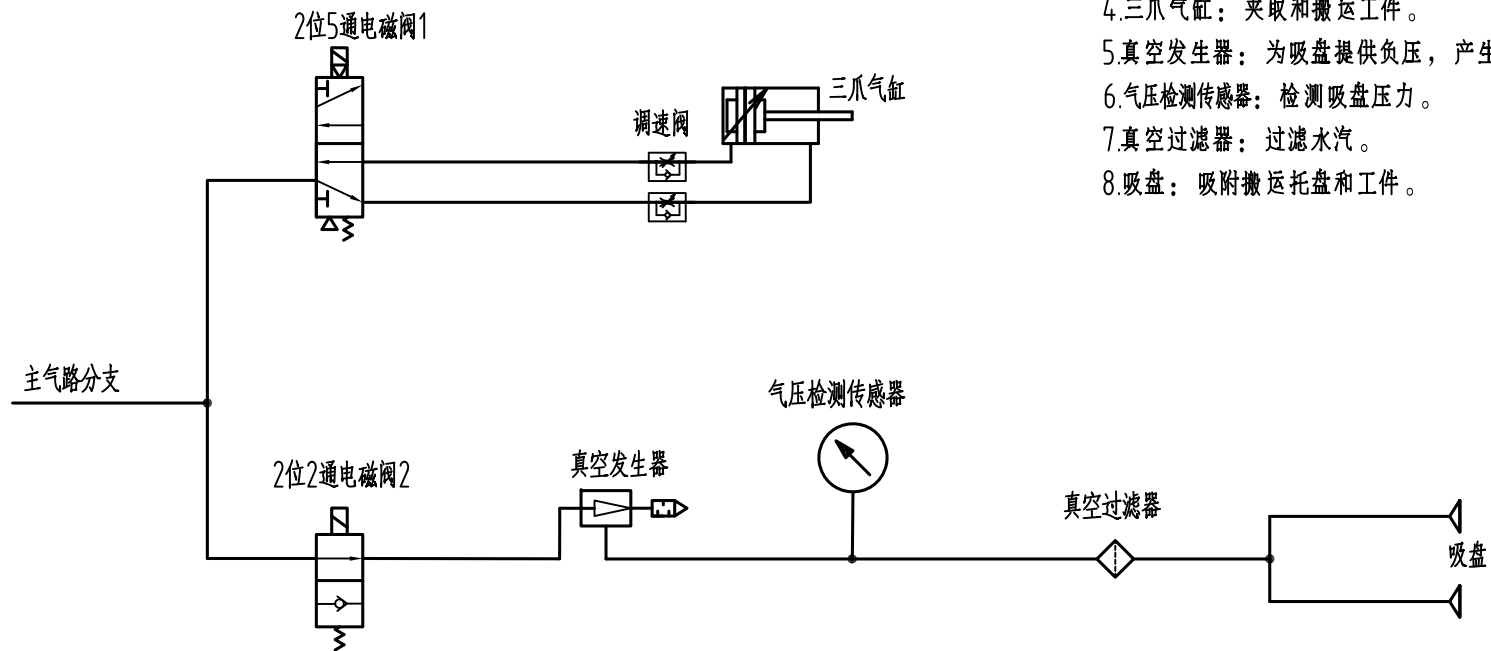 2位5通电磁阀1
4.三爪气缸：夹取和搬运工件。
5.真空发生器：为吸盘提供负压，产生
6.气压检测传感器：检测吸盘压力。
7.真空过滤器：过滤水汽。
8.吸盘：吸附搬运托盘和工件。
三爪气缸
调速阀
主气路分支
气压检测传感器
2位2通电磁阀2
真空发生器
真空过滤器
吸盘